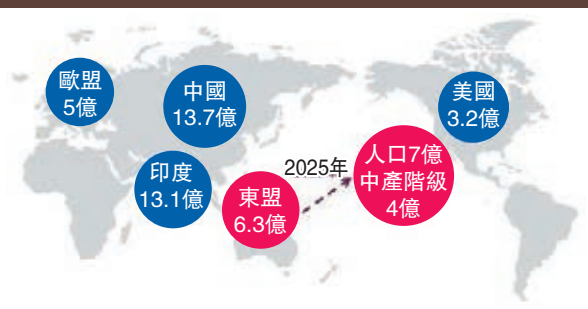 歐盟
5億
中國
13.7億
美國
3.2億
印度
13.1億
東盟
6.3億
2025年
人口7億
中產階級
4億